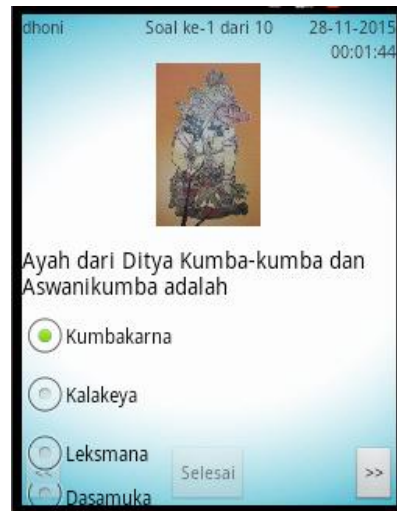 dhoni Soal ke-1 dari 10 28-11-2015
00:01:44
Ayah dari Ditya Kumba-kumba dan
Aswanikumba adalah
Kumbakarna
Kalakeya
Leksmana
<< Selesai >>
Dasamuka